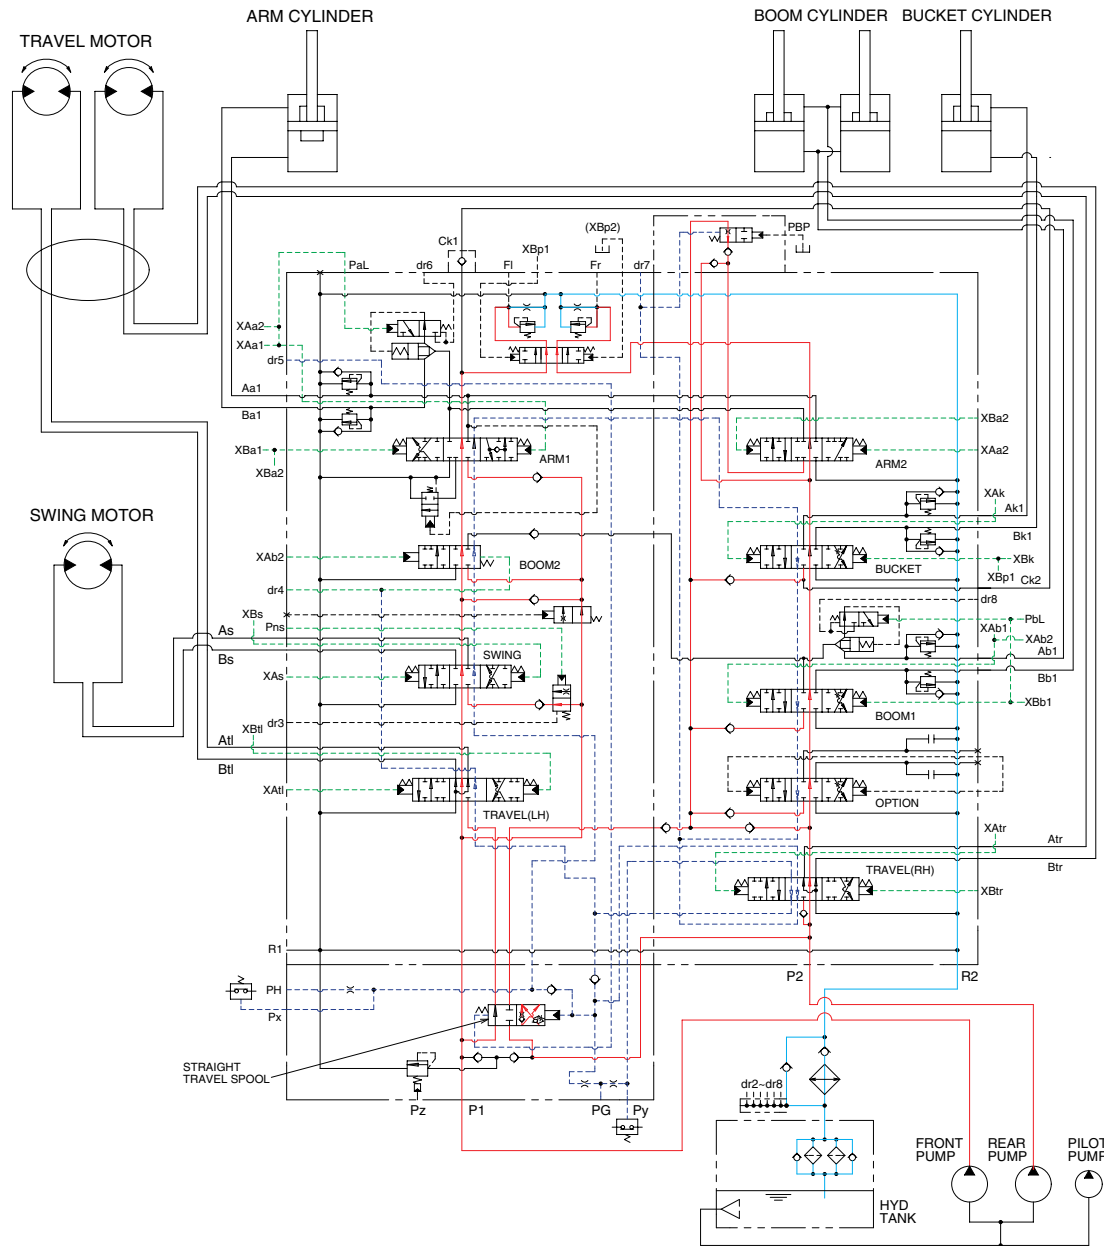 ARM CYLINDER
BOOM CYLINDER
BUCKET CYLINDER
TRAVEL MOTOR
(XBp2)
PBP
Ck1
XBp1
PaL
dr6
Fl
Fr
dr7
XAa2
XAa1
dr5
Aa1
Ba1
XBa2
XBa1
ARM1
ARM2
XAa2
XBa2
XAk
Ak1
SWING MOTOR
Bk1
XAb2
BOOM2
BUCKET
XBk
XBp1
Ck2
dr4
dr8
XBs
PbL
Pns
XAb1
As
XAb2
SWING
Ab1
Bs
Bb1
XAs
XBb1
BOOM1
dr3
XBtl
Atl
Btl
XAtl
OPTION
TRAVEL(LH)
XAtr
Atr
TRAVEL(RH)
Btr
XBtr
R1
P2
R2
PH
Px
STRAIGHT
TRAVEL SPOOL
dr2~dr8
Pz
P1
PG
Py
FRONT
PUMP
REAR
PUMP
PILOT
PUMP
HYD
TANK